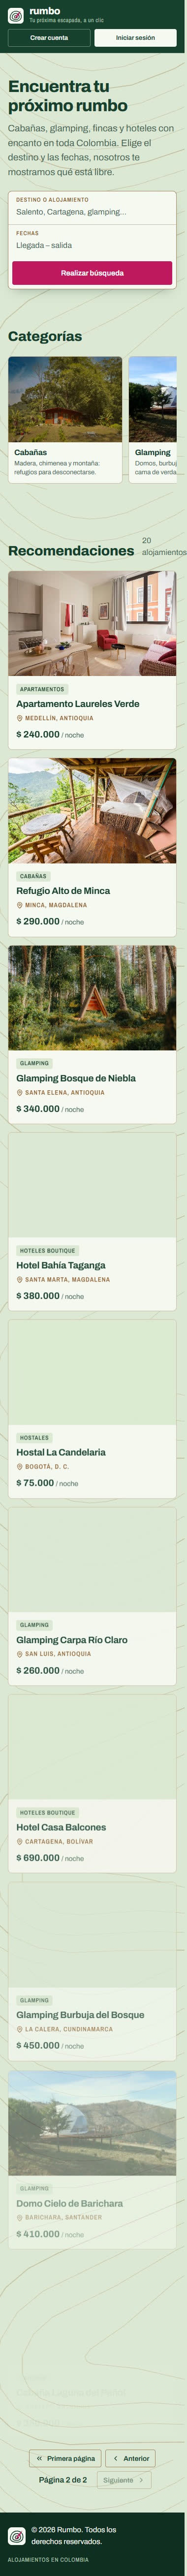 rumbo
Tu próxima escapada, a un clic
Crear cuenta
Iniciar sesión
Encuentra tu
próximo rumbo
Cabañas, glamping, fincas y hoteles con
encanto en toda Colombia. Elige el
destino y las fechas, nosotros te
mostramos qué está libre.
DESTINO O ALOJAMIENTO
Salento, Cartagena, glamping...
FECHAS
Llegada – salida
Realizar búsqueda
Categorías
Cabañas
Madera, chimenea y montaña:
refugios para desconectarse.
Glamping
Domos, burbuj
cama de verda
Recomendaciones
20
alojamientos
APARTAMENTOS
Apartamento Laureles Verde
MEDELLÍN, ANTIOQUIA
$ 240.000 / noche
CABAÑAS
Refugio Alto de Minca
MINCA, MAGDALENA
$ 290.000 / noche
GLAMPING
Glamping Bosque de Niebla
SANTA ELENA, ANTIOQUIA
$ 340.000 / noche
HOTELES BOUTIQUE
Hotel Bahía Taganga
SANTA MARTA, MAGDALENA
$ 380.000 / noche
HOSTALES
Hostal La Candelaria
BOGOTÁ, D. C.
$ 75.000 / noche
GLAMPING
Glamping Carpa Río Claro
SAN LUIS, ANTIOQUIA
$ 260.000 / noche
HOTELES BOUTIQUE
Hotel Casa Balcones
CARTAGENA, BOLÍVAR
$ 690.000 / noche
GLAMPING
Glamping Burbuja del Bosque
LA CALERA, CUNDINAMARCA
$ 450.000 / noche
GLAMPING
Domo Cielo de Barichara
BARICHARA, SANTANDER
$ 410.000 / noche
Primera página
Anterior
Página 2 de 2
Siguiente
© 2026 Rumbo. Todos los
derechos reservados.
ALOJAMIENTOS EN COLOMBIA